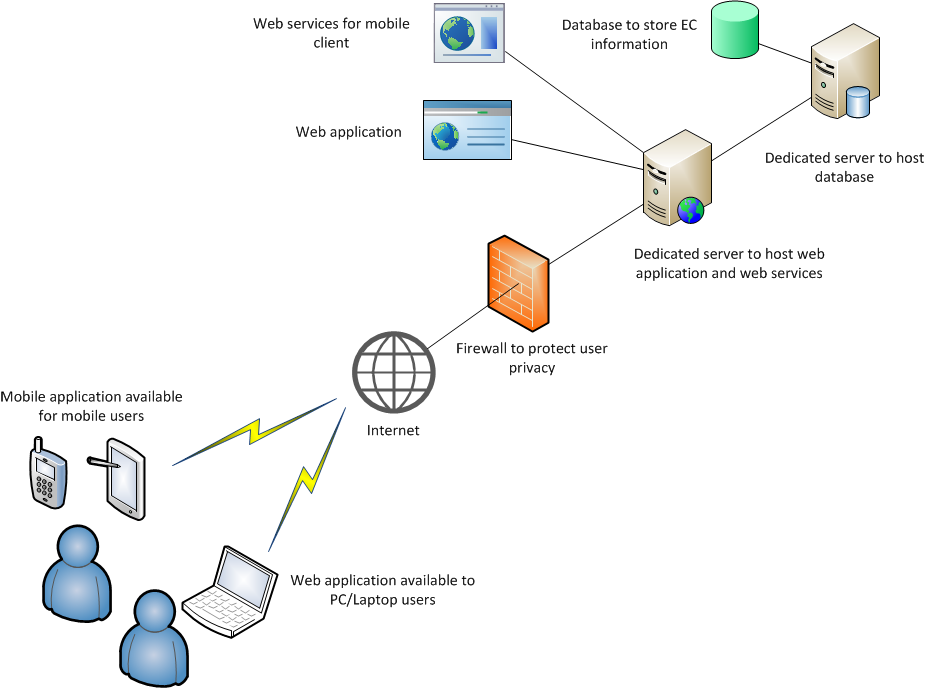 Web services for mobile
client
Database to store EC
information
Web application
Dedicated server to host
database
Dedicated server to host web
application and web services
Firewall to protect user
privacy
Internet
Mobile application available
for mobile users
Web application available to
PC/Laptop users